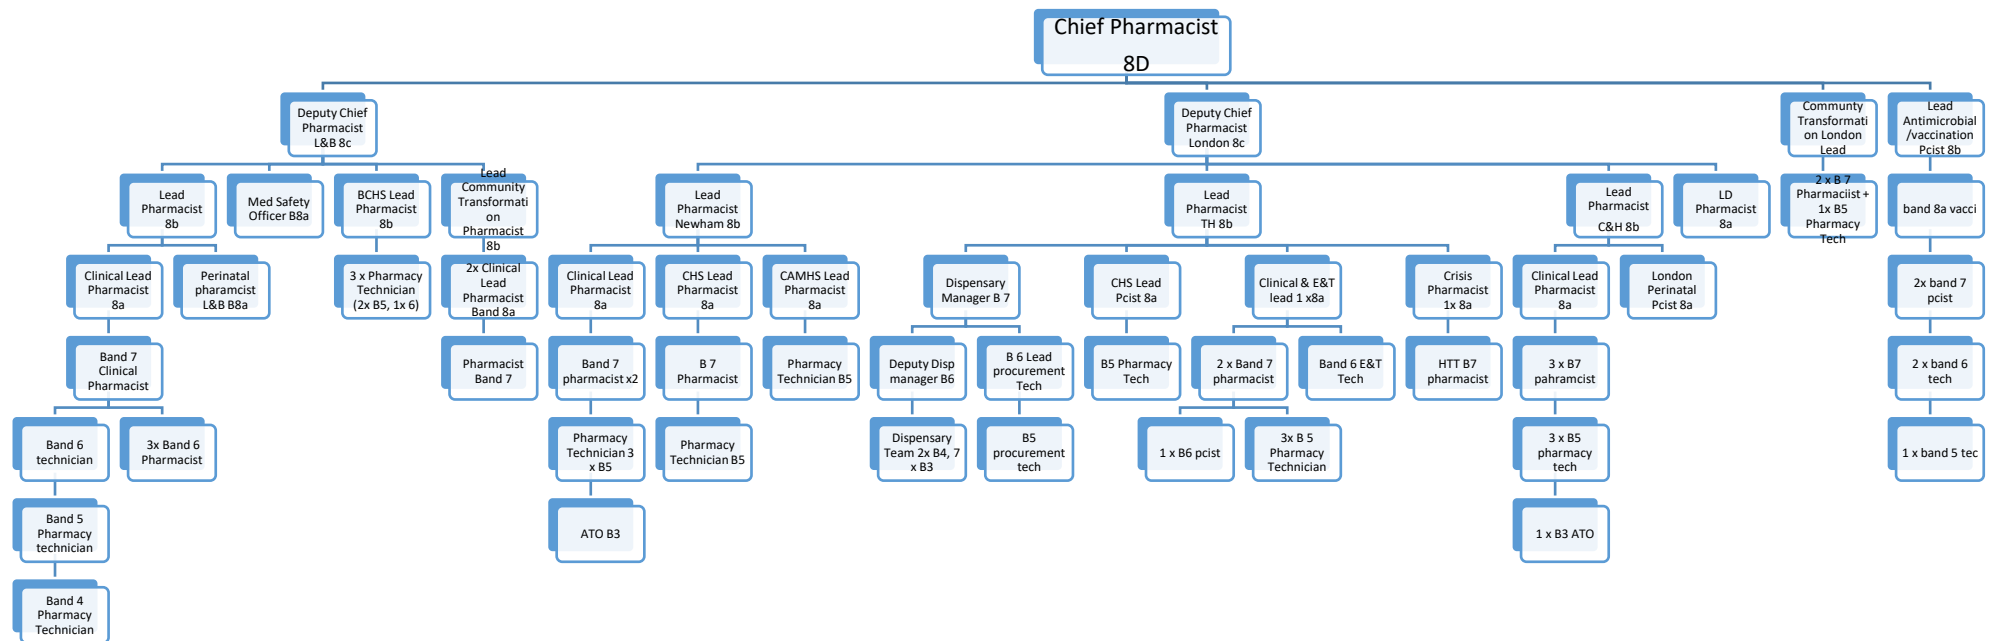 Chief Pharmacist
8D
Deputy Chief
Pharmacist
L&B 8c
Deputy Chief
Pharmacist
London 8c
Communty
Transformati
on London
Lead
Lead
Antimicrobial
/vaccination
Pcist 8b
Lead
Pharmacist
8b
Med Safety
Officer B8a
BCHS Lead
Pharmacist
8b
Lead
Community
Transformati
on
Pharmacist
8b
Lead
Pharmacist
Newham 8b
Lead
Pharmacist
TH 8b
Lead
Pharmacist
C&H 8b
LD
Pharmacist
8a
2 x B 7
Pharmaciist +
1x B5
Pharmacy
Tech
band 8a vacci
Clinical Lead
Pharmacist
8a
Perinatal
pharamcist
L&B B8a
3 x Pharmacy
Technician
(2x B5, 1x 6)
2x Clinical
Lead
Pharmacist
Band 8a
Clinical Lead
Pharmacist
8a
CHS Lead
Pharmacist
8a
CAMHS Lead
Pharmacist
8a
Dispensary
Manager B 7
CHS Lead
Pcist 8a
Clinical & E&T
lead 1 x8a
Crisis
Pharmacist
1x 8a
Clinical Lead
Pharmacist
8a
London
Perinatal
Pcist 8a
2x band 7
pcist
Band 7
Clinical
Pharmacist
Pharmacist
Band 7
Band 7
pharmacist x2
B 7
Pharmacist
Pharmacy
Technician B5
Deputy Disp
manager B6
B 6 Lead
procurement
Tech
B5 Pharmacy
Tech
2 x Band 7
pharmacist
Band 6 E&T
Tech
HTT B7
pharmacist
3 x B7
pahramcist
2 x band 6
tech
Band 6
technician
3x Band 6
Pharmacist
Pharmacy
Technician 3
x B5
Pharmacy
Technician B5
Dispensary
Team 2x B4, 7
x B3
B5
procurement
tech
1 x B6 pcist
3x B 5
Pharmacy
Technician
3 x B5
pharmacy
tech
1 x band 5 tec
Band 5
Pharmacy
technician
ATO B3
1 x B3 ATO
Band 4
Pharmacy
Technician